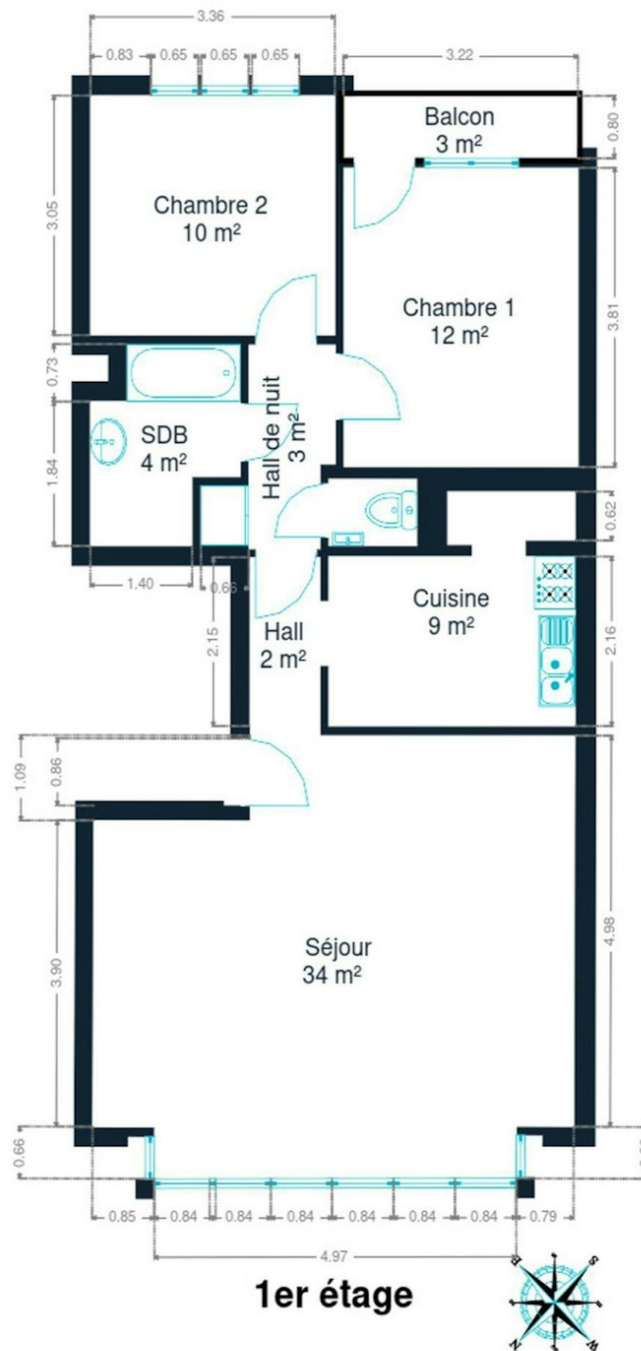 3.36
0.83 0.65 0.65 0.65
3.22
Balcon
3 m²
0.80
3.05
Chambre 2
10 m²
Chambre 1
12 m²
3.81
0.73
Hall de nuit
3 m²
SDB
4 m²
1.84
0.62
1.40
0.66
Cuisine
9 m²
Hall
2 m²
2.15
2.16
1.09
0.86
Séjour
34 m²
3.90
4.98
0.66
0.85 0.84 0.84 0.84 0.84 0.84 0.84 0.79
4.97
1er étage
S
N